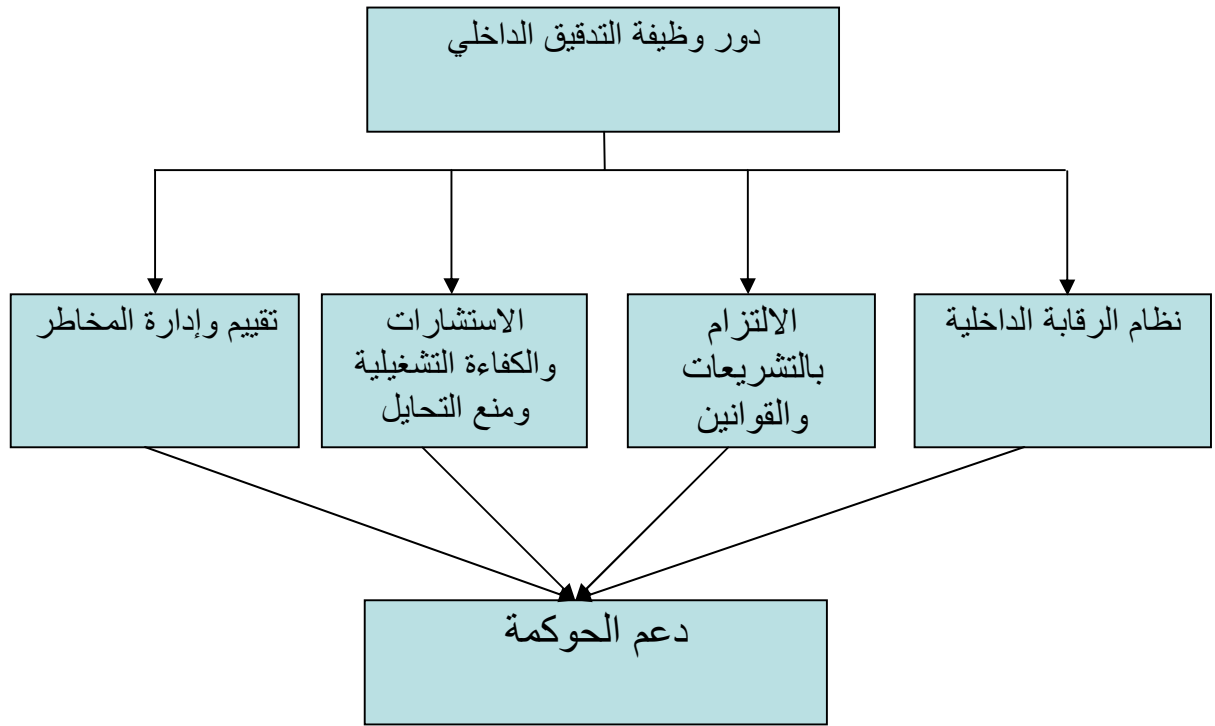 دور وظيفة التدقيق الداخلي
نظام الرقابة الداخلية
الالتزام
بالتشريعات
والقوانين
الاستشارات
والكفاءة التشغيلية
ومنع التحايل
تقييم وإدارة المخاطر
دعم الحوكمة